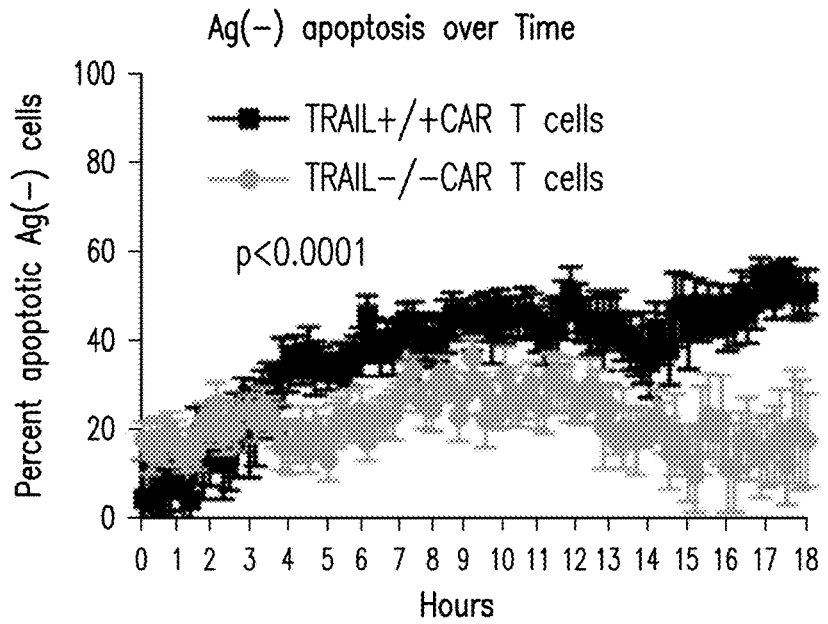 Ag(-) apoptosis over Time
100
80
60
40
20
0
Percent apoptotic Ag(-) cells
TRAIL+/+CAR T cells
TRAIL-/-CAR T cells
p<0.0001
0 1 2 3 4 5 6 7 8 9 10 11 12 13 14 15 16 17 18
Hours